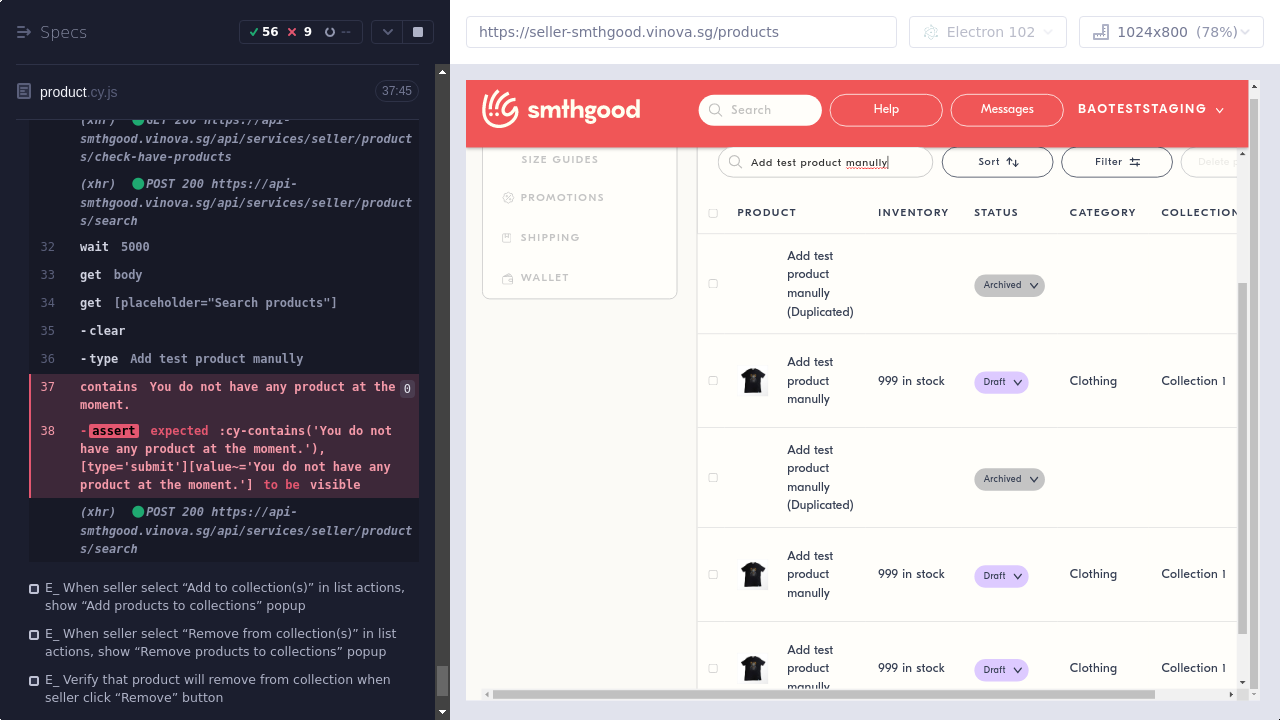 Specs
56
9
--
product.cy.js
37:45
(xhr) GET 200 https://api-
smthgood.vinova.sg/api/services/seller/product
s/check-have-products
(xhr) POST 200 https://api-
smthgood.vinova.sg/api/services/seller/product
s/search
32 wait 5000
33 get body
34 get [placeholder="Search products"]
35 -clear
36 -type Add test product manully
37 contains You do not have any product at the 0
moment.
38 -assert expected :cy-contains('You do not
have any product at the moment.'),
[type='submit'][value~='You do not have any
product at the moment.'] to be visible
(xhr) POST 200 https://api-
smthgood.vinova.sg/api/services/seller/product
s/search
E_ When seller select “Add to collection(s)” in list actions,
show “Add products to collections” popup
E_ When seller select “Remove from collection(s)” in list
actions, show “Remove products to collections” popup
E_ Verify that product will remove from collection when
seller click “Remove” button
https://seller-smthgood.vinova.sg/products
Electron 102
1024x800 (78%)
smthgood
Search
Help
Messages
BAOTESTSTAGING
SIZE GUIDES
PROMOTIONS
SHIPPING
WALLET
Add test product manully
Sort
Filter
Delete p
PRODUCT INVENTORY STATUS CATEGORY COLLECTION
Add test
product
manully
(Duplicated)
Archived
Add test
product
manully
999 in stock
Draft
Clothing
Collection 1
Add test
product
manully
(Duplicated)
Archived
Add test
product
manully
999 in stock
Draft
Clothing
Collection 1
Add test
product
manully
999 in stock
Draft
Clothing
Collection 1